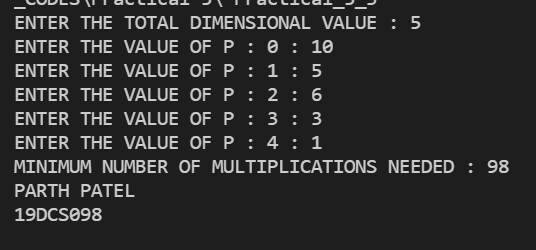 ENTER THE TOTAL DIMENSIONAL VALUE : 5
ENTER THE VALUE OF P : 0 : 10
ENTER THE VALUE OF P : 1 : 5
ENTER THE VALUE OF P : 2 : 6
ENTER THE VALUE OF P : 3 : 3
ENTER THE VALUE OF P : 4 : 1
MINIMUM NUMBER OF MULTIPLICATIONS NEEDED : 98
PARTH PATEL
19DCS098